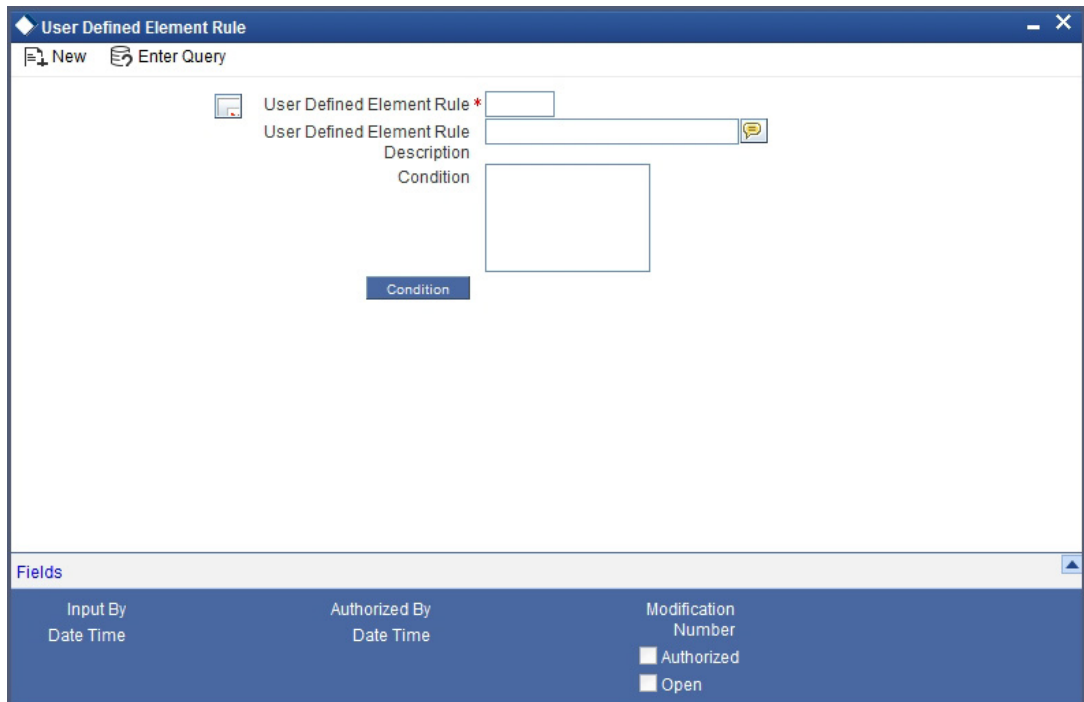 User Defined Element Rule
New Enter Query
User Defined Element Rule *
User Defined Element Rule
Description
Condition
Condition
Fields
Input By Authorized By Modification
Number
Date Time Date Time
Authorized
Open